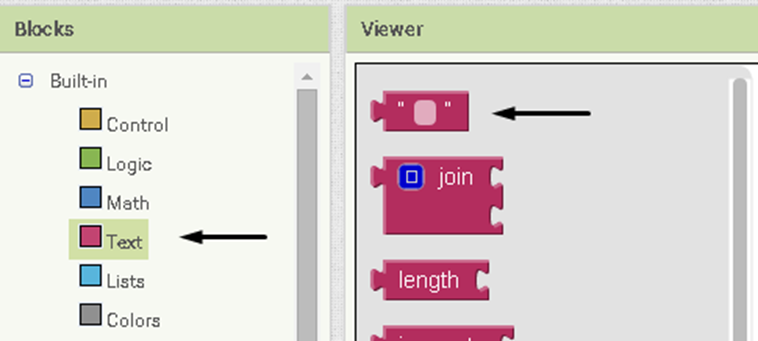 Blocks
Built-in
Control
Logic
Math
Text
Lists
Colors
Viewer
" "
join
length